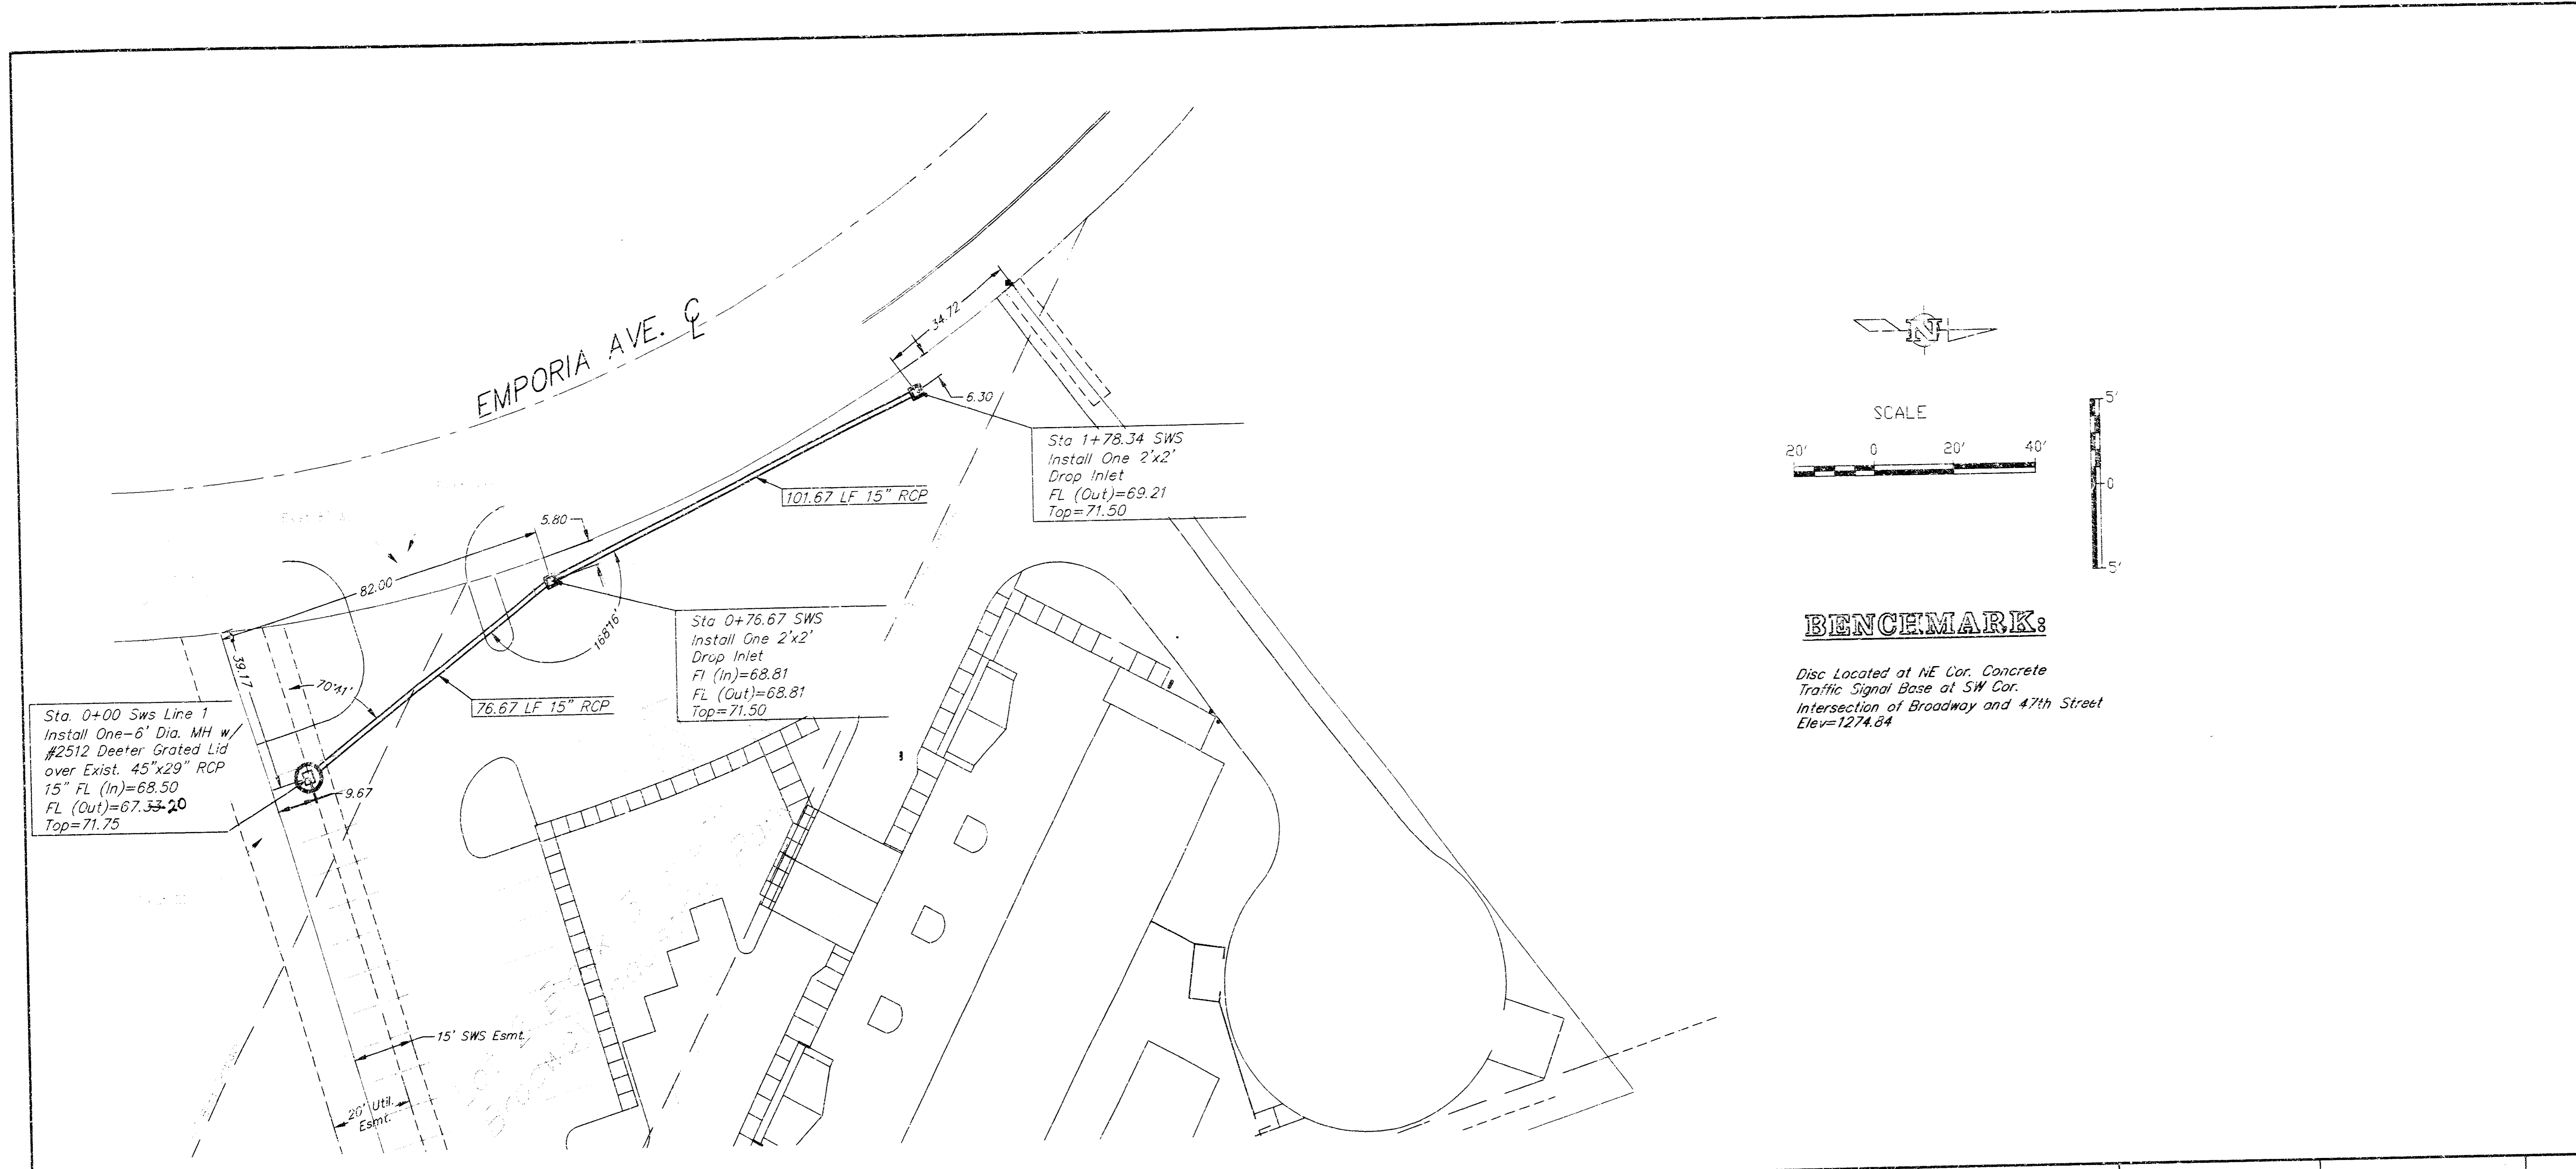 EMPORIA AVE. ℄
34.72
6.30
Sta 1+78.34 SWS
Install One 2'x2'
Drop Inlet
FL (Out)=69.21
Top=71.50
101.67 LF 15" RCP
5.80
82.00
168°16'
Sta 0+76.67 SWS
Install One 2'x2'
Drop Inlet
Fl (In)=68.81
FL (Out)=68.81
Top=71.50
39.17
70°41'
76.67 LF 15" RCP
Sta. 0+00 Sws Line 1
Install One-6' Dia. MH w/
#2512 Deeter Grated Lid
over Exist. 45"x29" RCP
15" FL (In)=68.50
FL (Out)=67.33 20
Top=71.75
9.67
15' SWS Esmt.
20' Util.
Esmt.
N
SCALE
20' 0 20' 40'
5'
0
5'
BENCHMARK:
Disc Located at NE Cor. Concrete
Traffic Signal Base at SW Cor.
Intersection of Broadway and 47th Street
Elev=1274.84